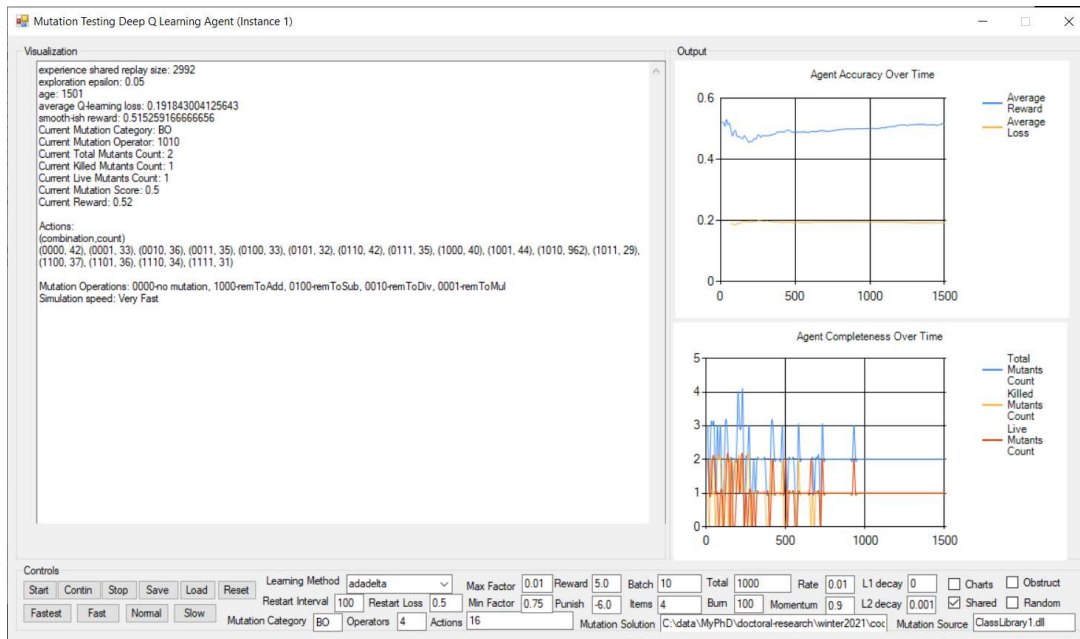 Mutation Testing Deep Q Learning Agent (Instance 1)
Visualization
experience shared replay size: 2992
exploration epsilon: 0.05
age: 1501
average Q-learning loss: 0.191843004125643
smooth-ish reward: 0.515259166666656
Current Mutation Category: BO
Current Mutation Operator: 1010
Current Total Mutants Count: 2
Current Killed Mutants Count: 1
Current Live Mutants Count: 1
Current Mutation Score: 0.5
Current Reward: 0.52
Actions:
(combination,count)
(0000, 42), (0001, 33), (0010, 36), (0011, 35), (0100, 33), (0101, 32), (0110, 42), (0111, 35), (1000, 40), (1001, 44), (1010, 962), (1011, 29),
(1100, 37), (1101, 36), (1110, 34), (1111, 31)
Mutation Operations: 0000-no mutation, 1000-remToAdd, 0100-remToSub, 0010-remToDiv, 0001-remToMul
Simulation speed: Very Fast
Output
Agent Accuracy Over Time
0.6
0.4
0.2
0
0 500 1000 1500
Average
Reward
Average
Loss
Agent Completeness Over Time
5
4
3
2
1
0
0 500 1000 1500
Total
Mutants
Count
Killed
Mutants
Count
Live
Mutants
Count
Controls
Start Contin Stop Save Load Reset
Fastest Fast Normal Slow
Learning Method adadelta
Restart Interval 100 Restart Loss 0.5
Mutation Category BO Operators 4 Actions 16
Max Factor 0.01 Reward 5.0 Batch 10 Total 1000 Rate 0.01 L1 decay 0 Charts Obstruct
Min Factor 0.75 Punish -6.0 Items 4 Burn 100 Momentum 0.9 L2 decay 0.001 Shared Random
Mutation Solution C:\data\MyPhD\doctoral-research\winter2021\coc Mutation Source ClassLibrary1.dll